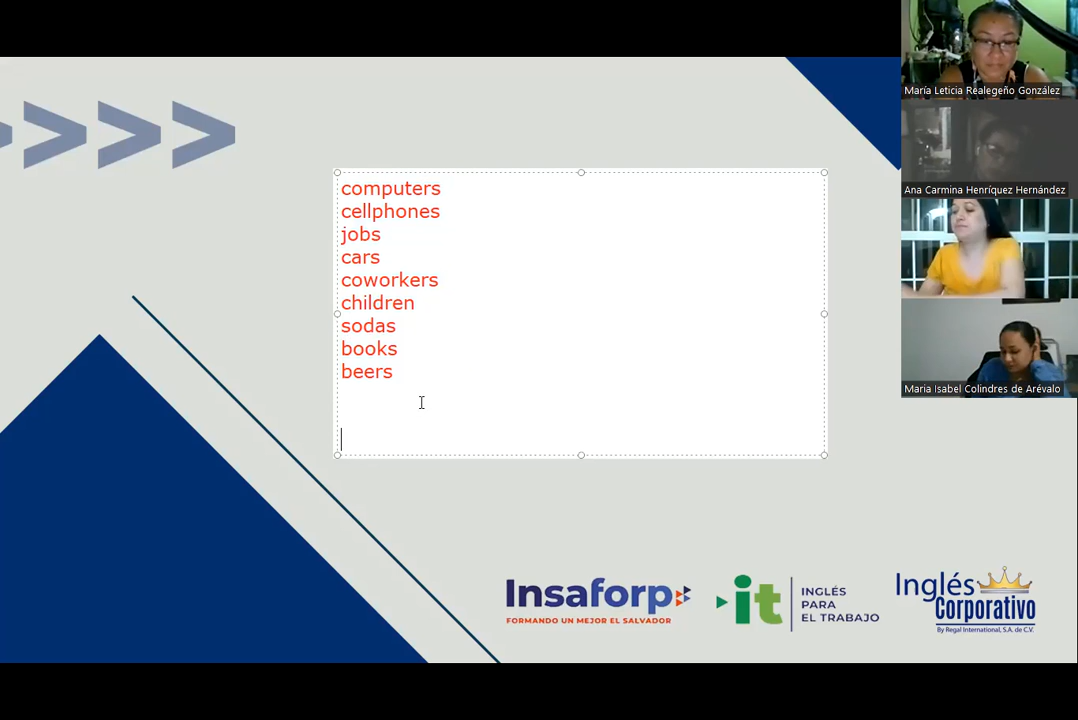 María Leticia Realegeño González
Ana Carmina Henríquez Hernández
computers
cellphones
jobs
cars
coworkers
children
sodas
books
beers
Maria Isabel Colindres de Arévalo
Insaforp
FORMANDO UN MEJOR EL SALVADOR
it
INGLÉS
PARA
EL TRABAJO
Inglés
Corporativo
By Regal International, S.A. de C.V.